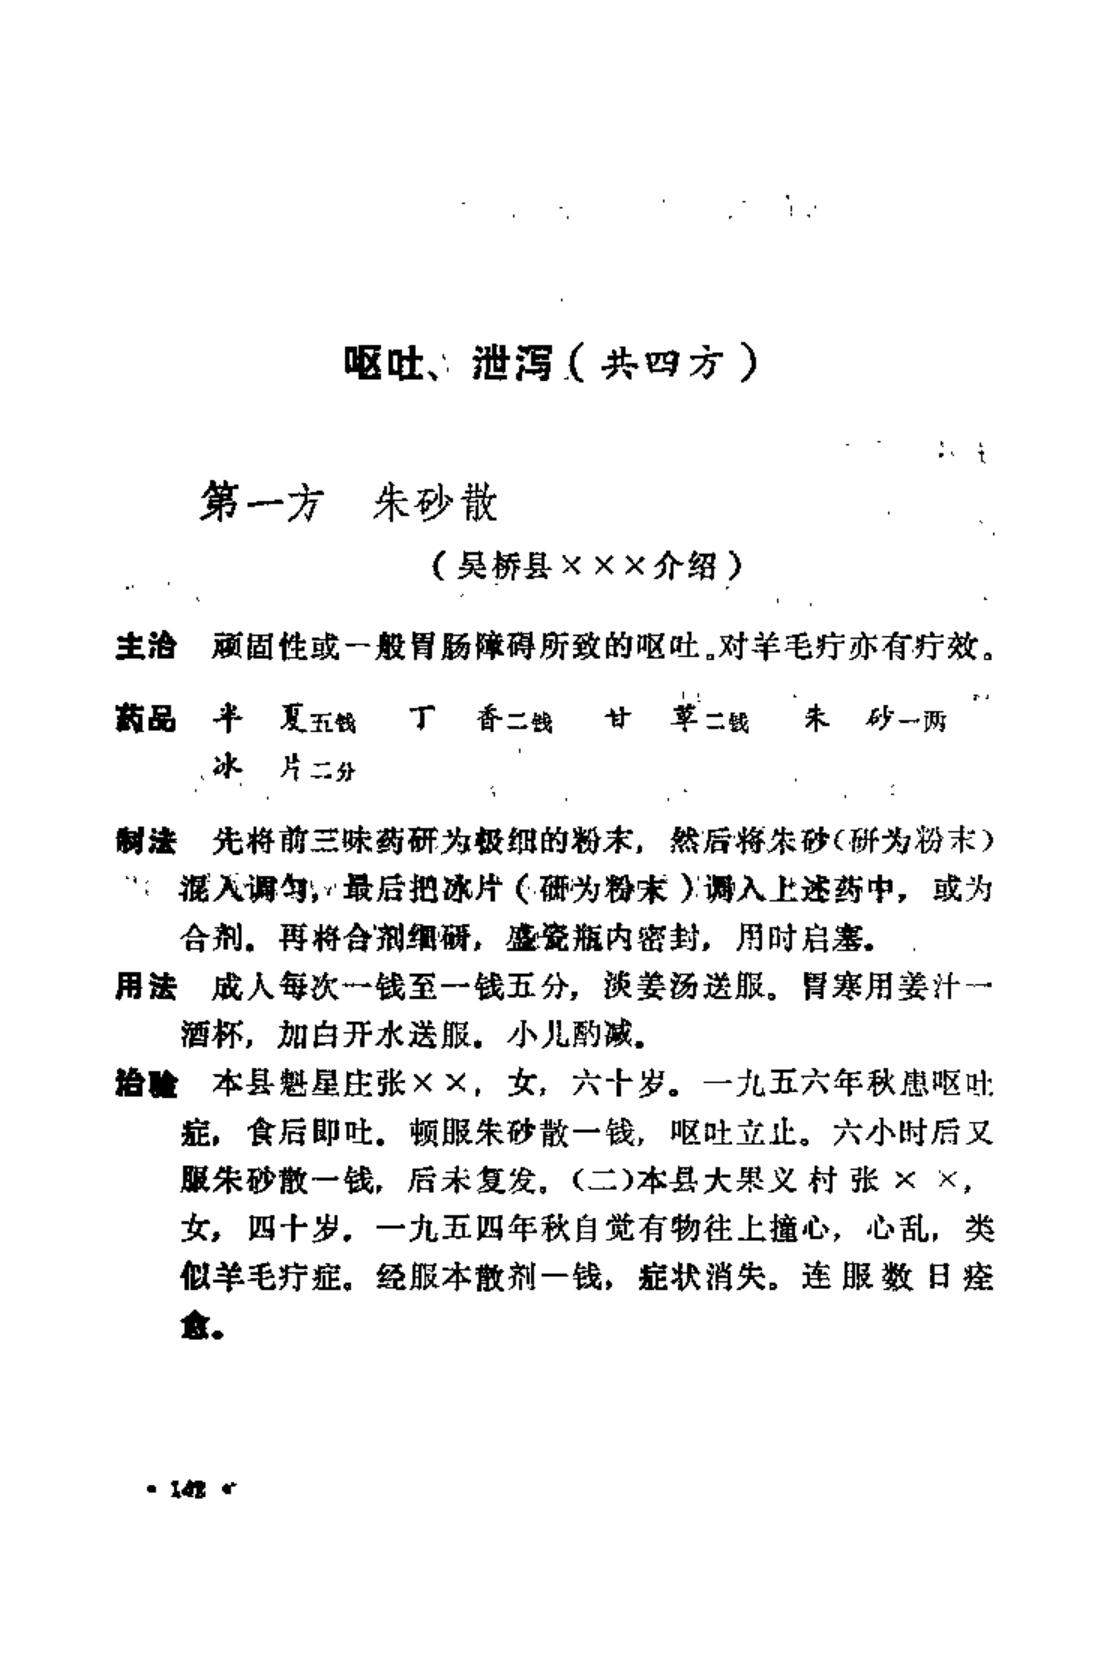 呕吐、泄泻（共四方）
第一方 朱砂散
（吴桥县×××介绍）
主治 顽固性或一般胃肠障碍所致的呕吐。对羊毛疔亦有疗效。
药品 半 夏五钱 丁 香二钱 甘 草二钱 朱 砂一两
冰 片二分
制法 先将前三味药研为极细的粉末，然后将朱砂（研为粉末）
混入调匀，最后把冰片（研为粉末）调入上述药中，或为
合剂。再将合剂细研，盛瓷瓶内密封，用时启塞。
用法 成人每次一钱至一钱五分，淡姜汤送服。胃寒用姜汁一
酒杯，加白开水送服。小儿酌减。
治验 本县魁星庄张××，女，六十岁。一九五六年秋患呕吐
症，食后即吐。顿服朱砂散一钱，呕吐立止。六小时后又
服朱砂散一钱，后未复发。（二）本县大果义村张××，
女，四十岁。一九五四年秋自觉有物往上撞心，心乱，类
似羊毛疔症。经服本散剂一钱，症状消失。连服数日痊
愈。
• 142 •